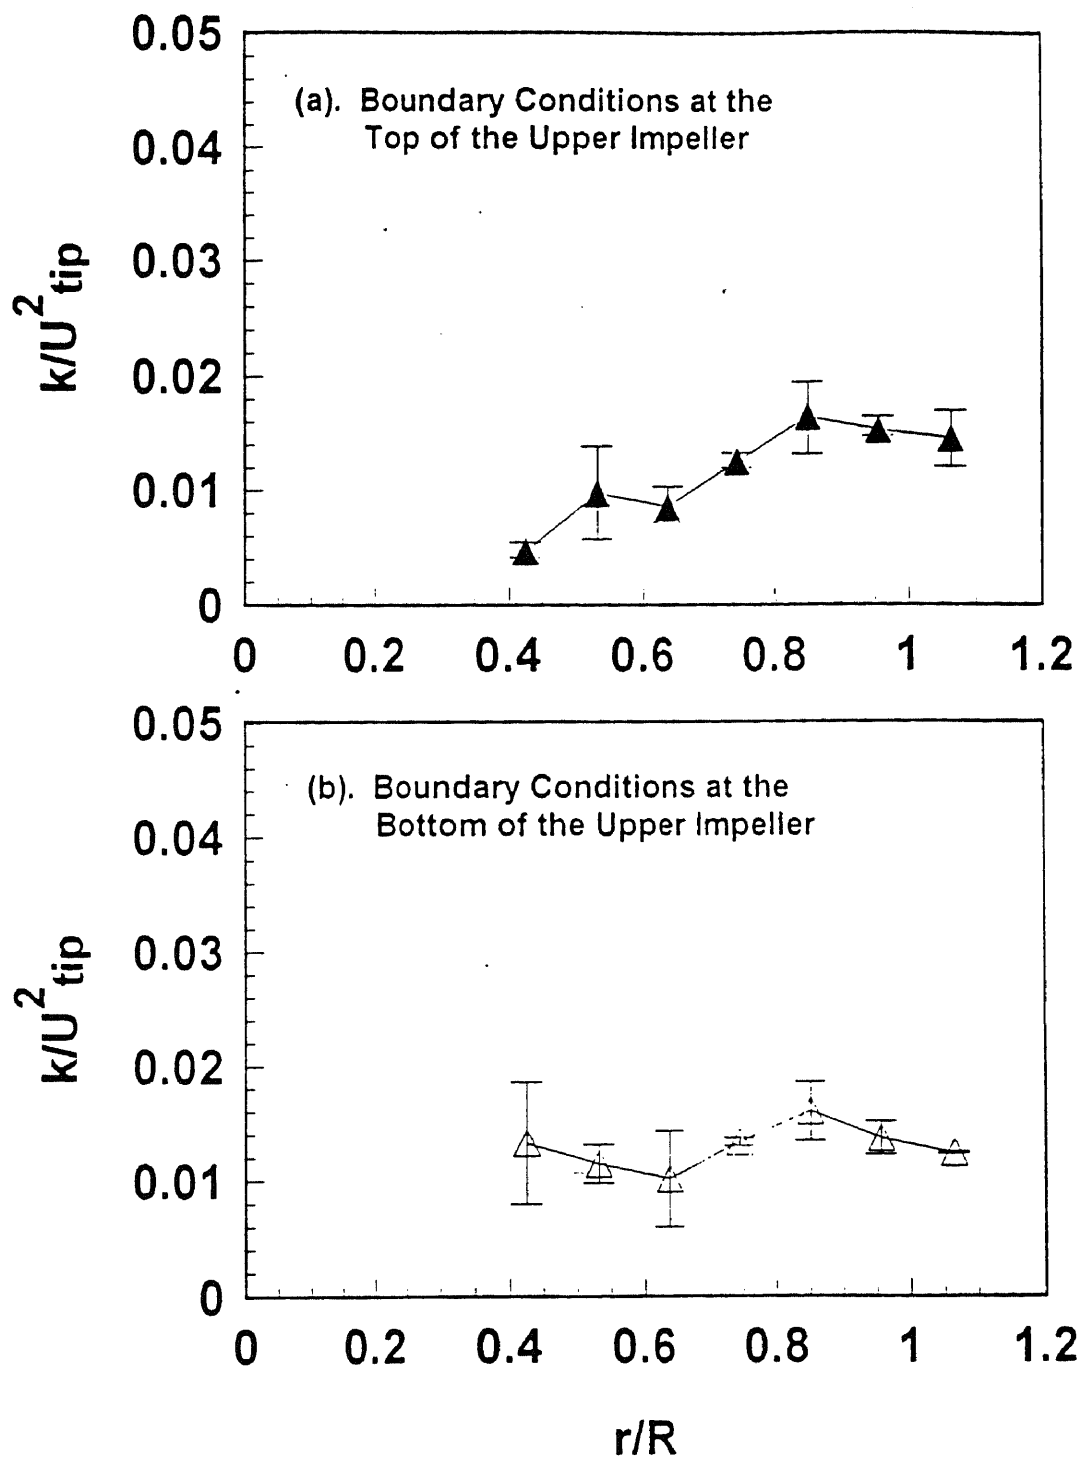 0.05
(a). Boundary Conditions at the
Top of the Upper Impeller
0.04
0.03
k/U²tip
0.02
0.01
0
0 0.2 0.4 0.6 0.8 1 1.2
0.05
(b). Boundary Conditions at the
Bottom of the Upper Impeller
0.04
0.03
k/U²tip
0.02
0.01
0
0 0.2 0.4 0.6 0.8 1 1.2
r/R